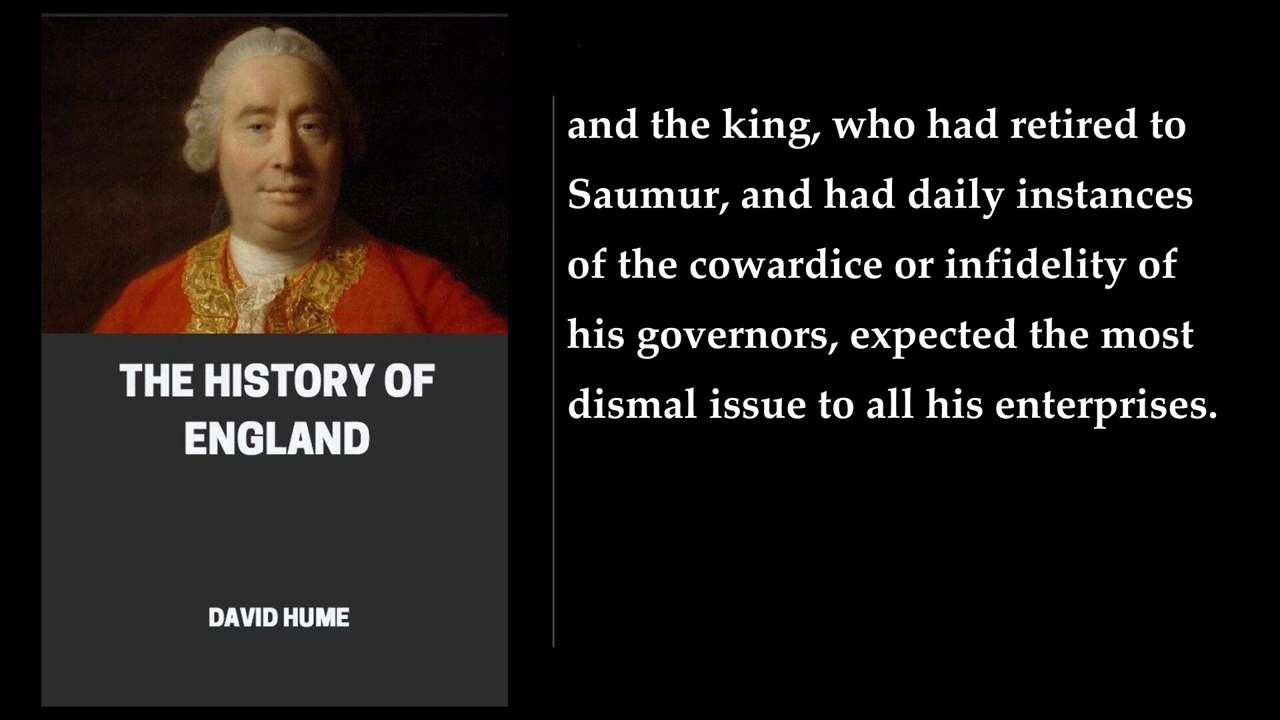 THE HISTORY OF
ENGLAND
DAVID HUME
and the king, who had retired to
Saumur, and had daily instances
of the cowardice or infidelity of
his governors, expected the most
dismal issue to all his enterprises.